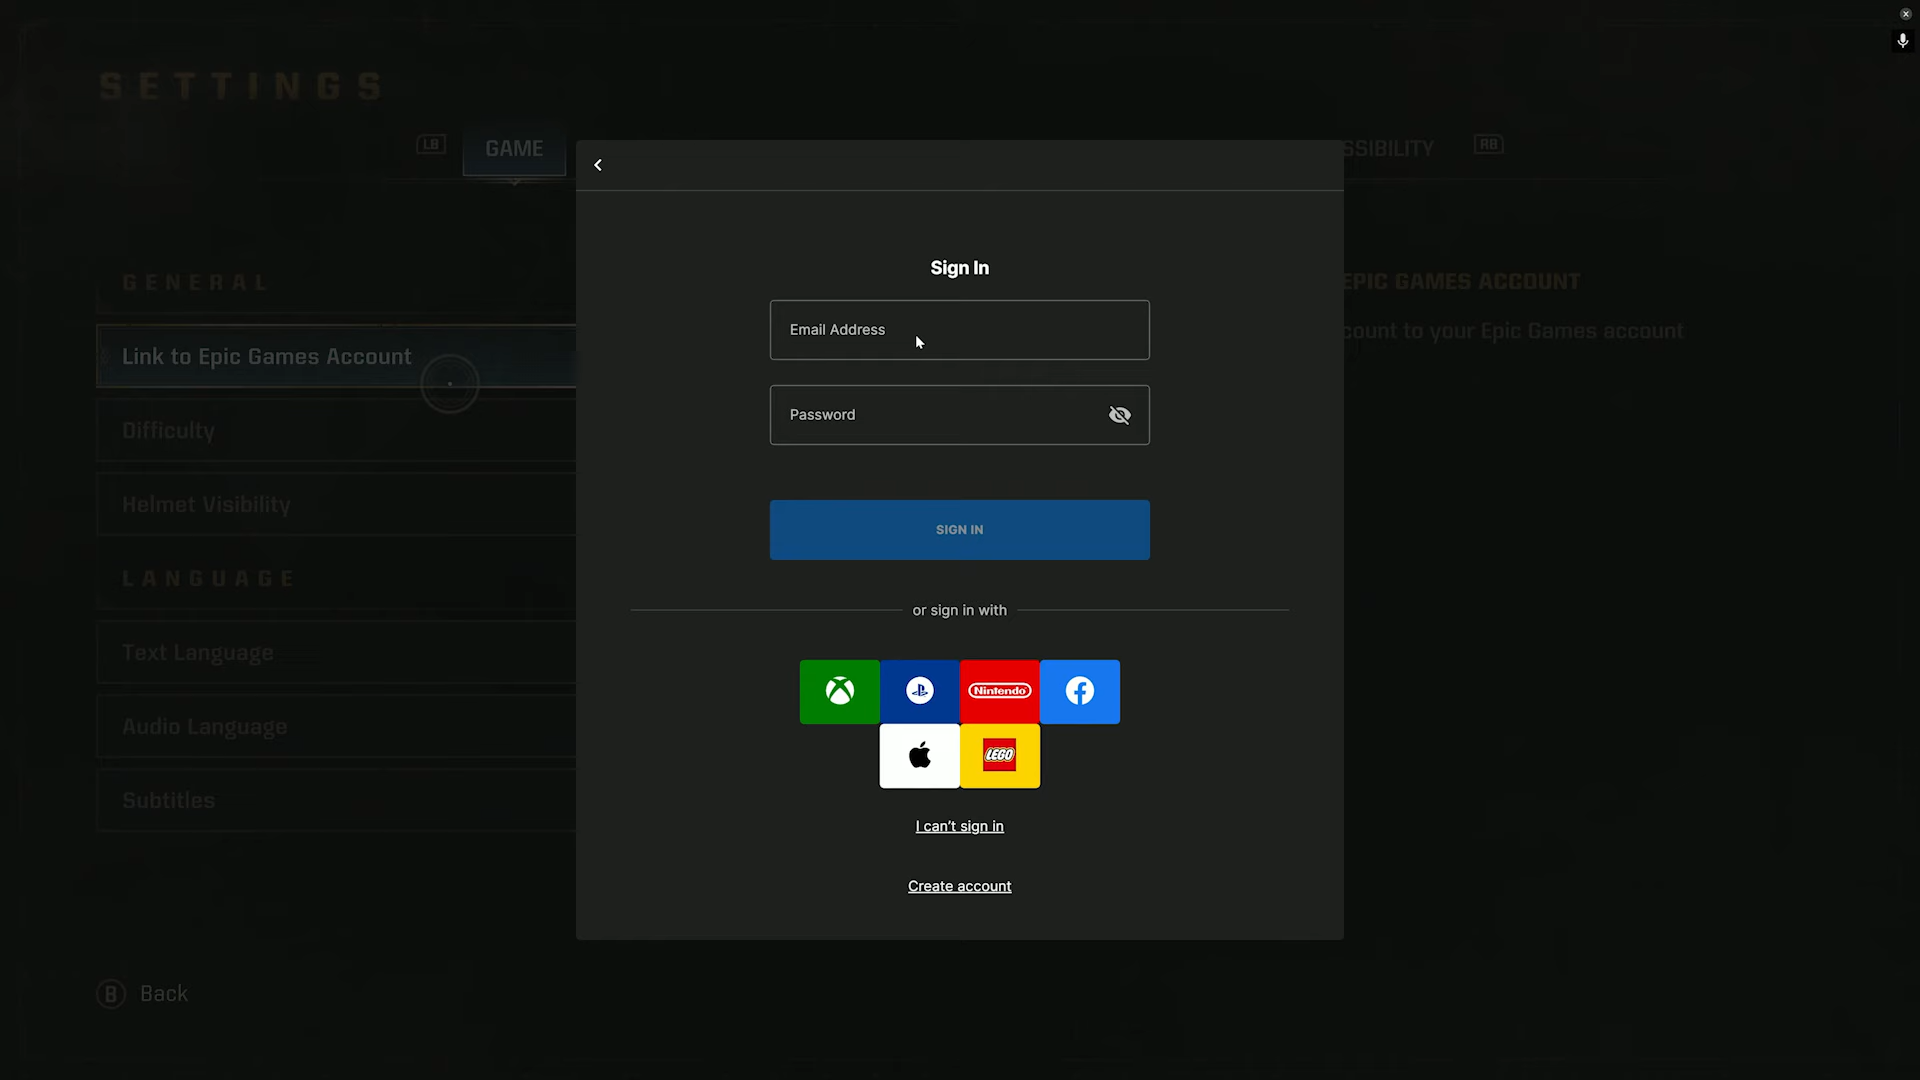 SETTINGS
LB
GAME
SSIBILITY
RB
Sign In
GENERAL
EPIC GAMES ACCOUNT
Email Address
count to your Epic Games account
Link to Epic Games Account
Password
Difficulty
Helmet Visibility
SIGN IN
LANGUAGE
or sign in with
Text Language
Nintendo
Audio Language
LEGO
Subtitles
I can't sign in
Create account
B Back